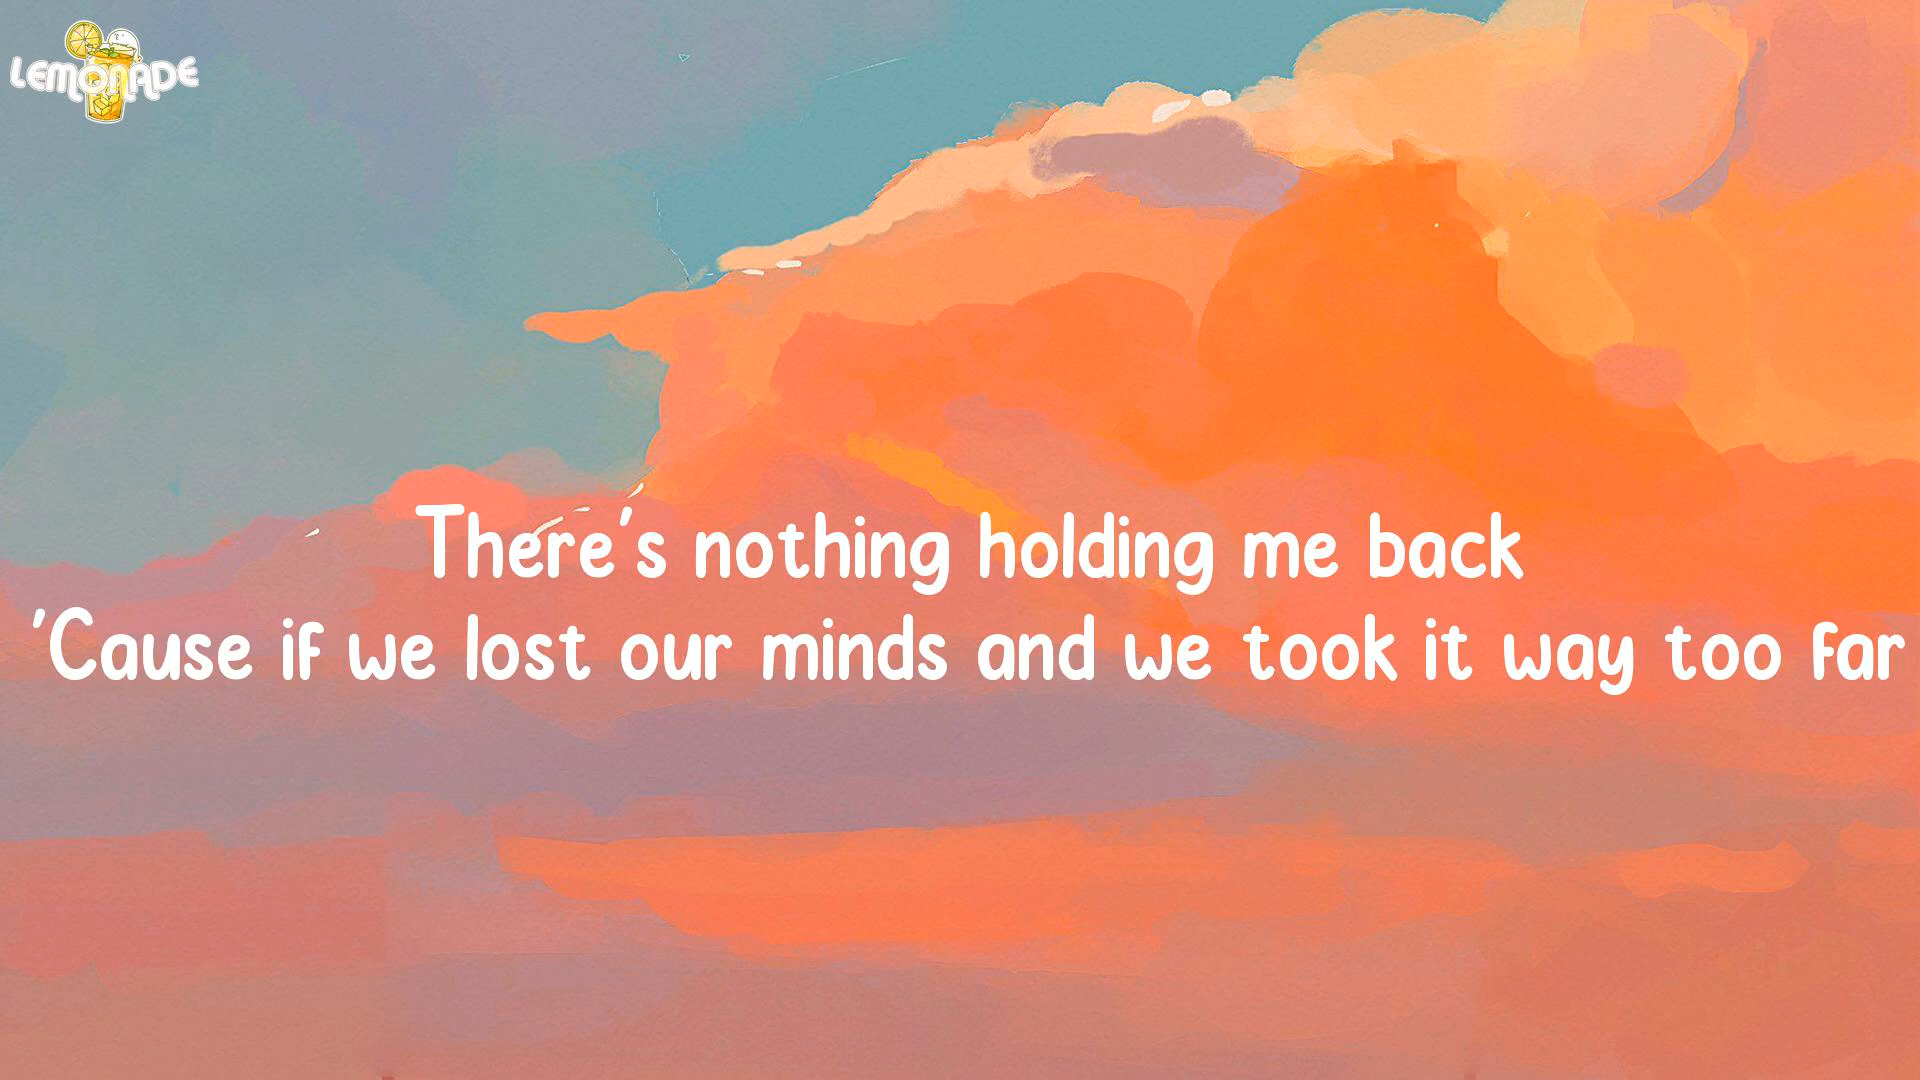 LEMONADE
There's nothing holding me back
'Cause if we lost our minds and we took it way too far